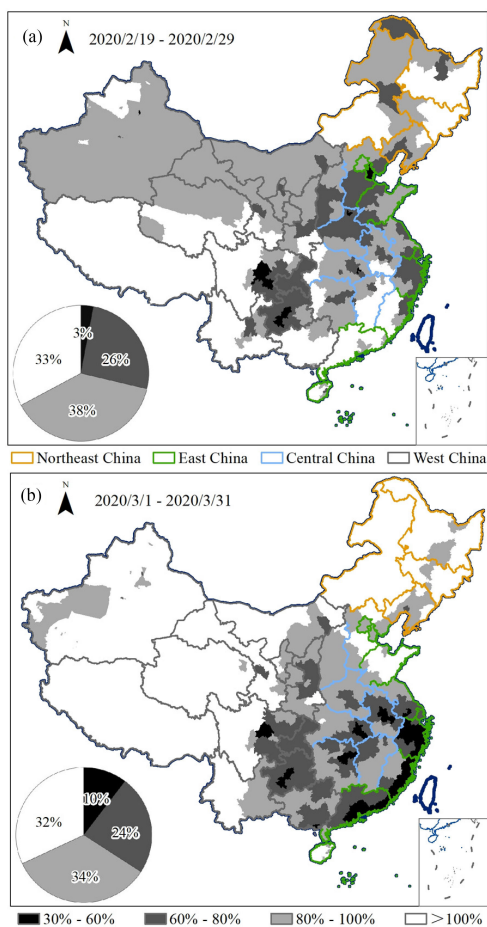 (a)
N
2020/2/19 - 2020/2/29
3%
33%
26%
38%
Northeast China East China Central China West China
(b)
N
2020/3/1 - 2020/3/31
10%
32%
24%
34%
30% - 60% 60% - 80% 80% - 100% >100%